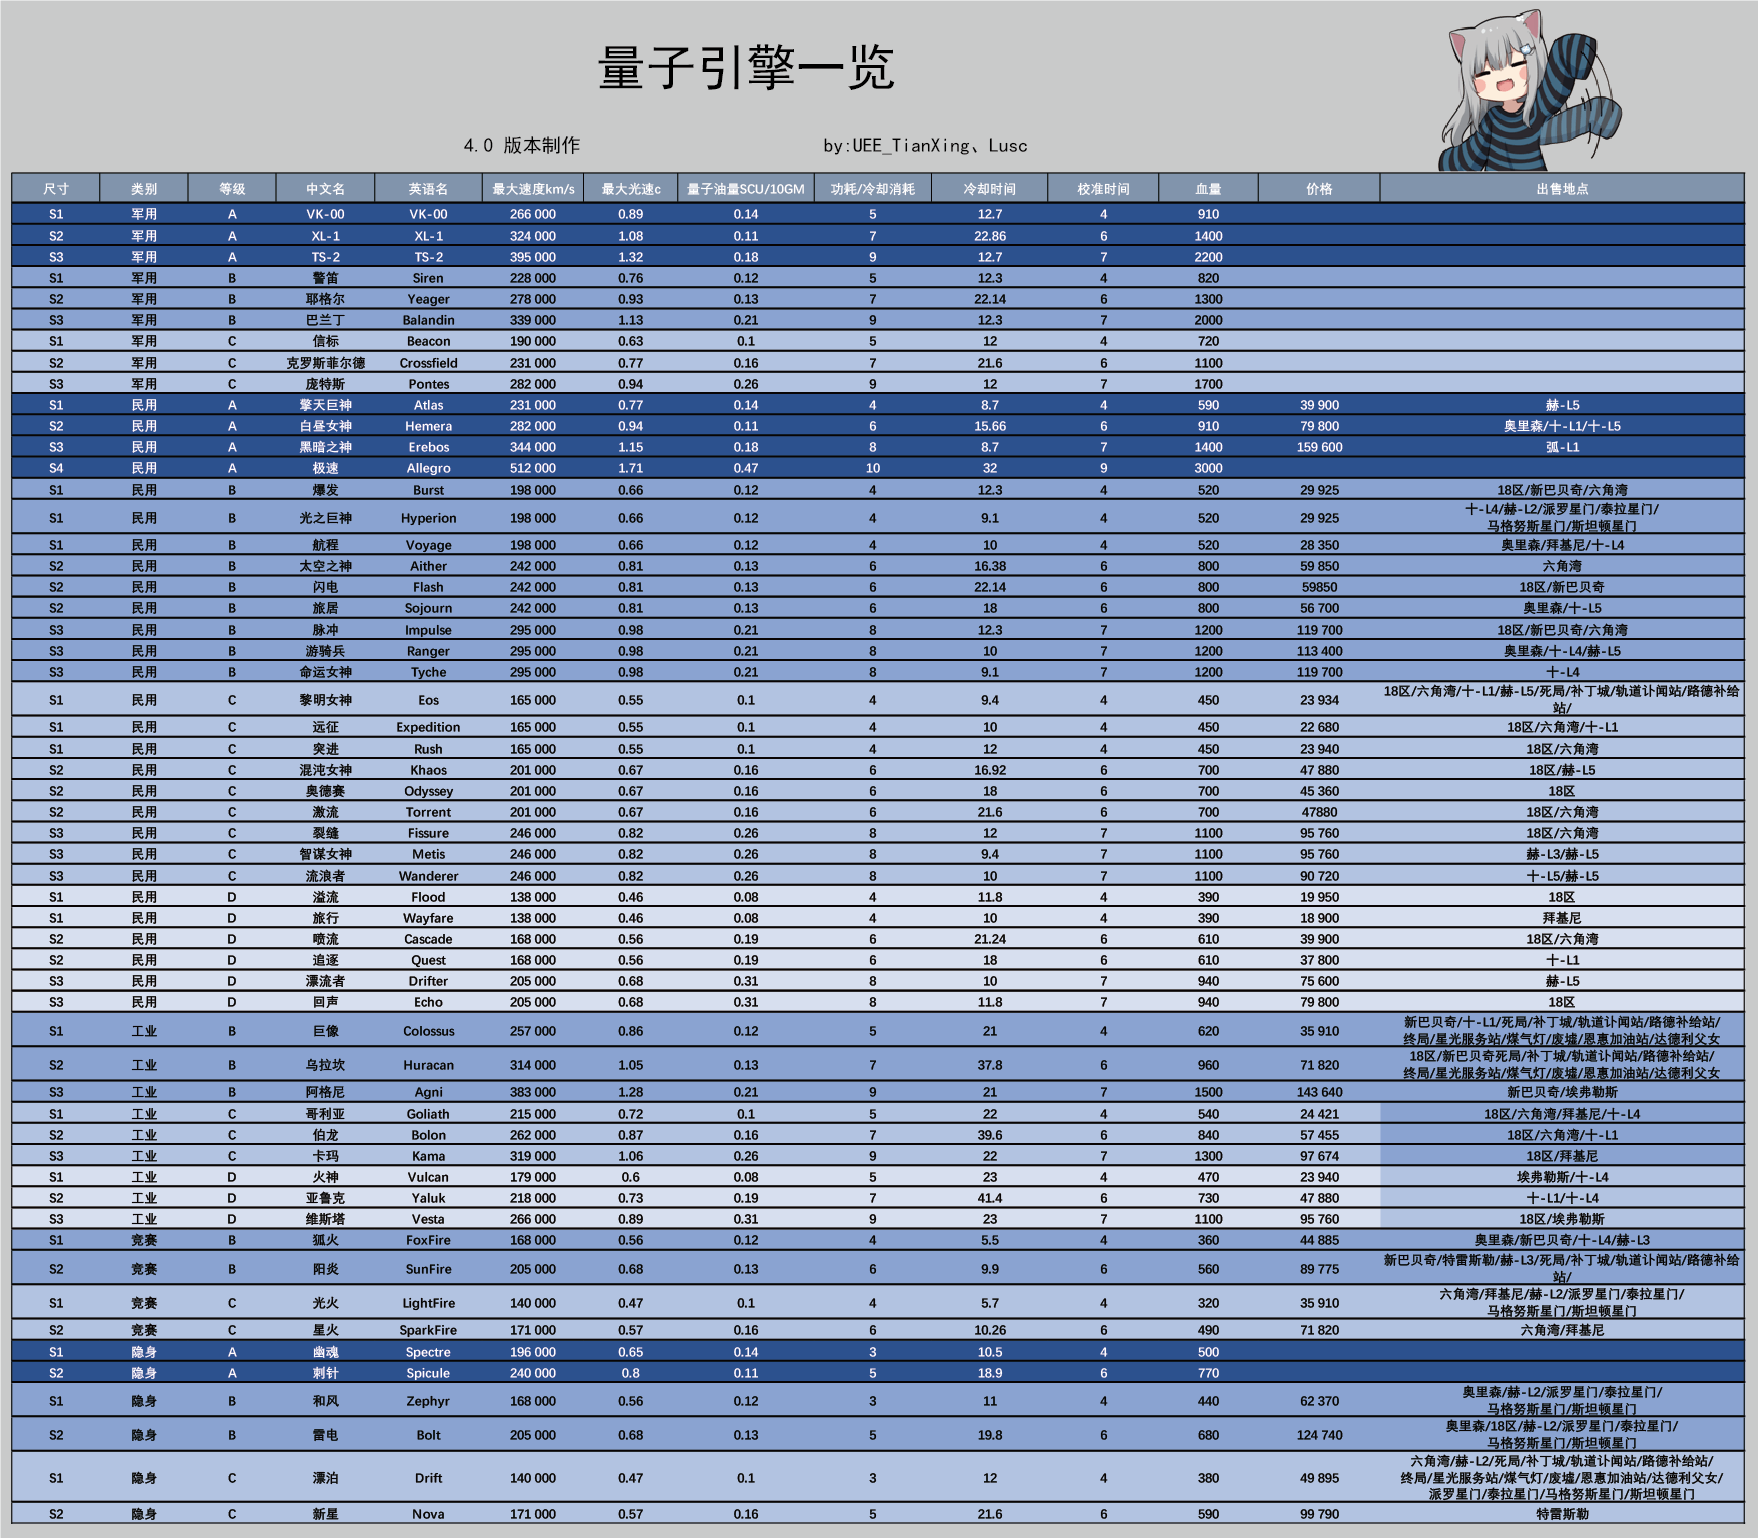 量子引擎一览
4.0 版本制作 by:UEE_TianXing、Lusc
尺寸 类别 等级 中文名 英语名 最大速度km/s 最大光速c 量子油量SCU/10GM 功耗/冷却消耗 冷却时间 校准时间 血量 价格 出售地点
S1 军用 A VK-00 VK-00 266 000 0.89 0.14 5 12.7 4 910
S2 军用 A XL-1 XL-1 324 000 1.08 0.11 7 22.86 6 1400
S3 军用 A TS-2 TS-2 395 000 1.32 0.18 9 12.7 7 2200
S1 军用 B 警笛 Siren 228 000 0.76 0.12 5 12.3 4 820
S2 军用 B 耶格尔 Yeager 278 000 0.93 0.13 7 22.14 6 1300
S3 军用 B 巴兰丁 Balandin 339 000 1.13 0.21 9 12.3 7 2000
S1 军用 C 信标 Beacon 190 000 0.63 0.1 5 12 4 720
S2 军用 C 克罗斯菲尔德 Crossfield 231 000 0.77 0.16 7 21.6 6 1100
S3 军用 C 庞特斯 Pontes 282 000 0.94 0.26 9 12 7 1700
S1 民用 A 擎天巨神 Atlas 231 000 0.77 0.14 4 8.7 4 590 39 900 赫-L5
S2 民用 A 白昼女神 Hemera 282 000 0.94 0.11 6 15.66 6 910 79 800 奥里森/十-L1/十-L5
S3 民用 A 黑暗之神 Erebos 344 000 1.15 0.18 8 8.7 7 1400 159 600 弧-L1
S4 民用 A 极速 Allegro 512 000 1.71 0.47 10 32 9 3000
S1 民用 B 爆发 Burst 198 000 0.66 0.12 4 12.3 4 520 29 925 18区/新巴贝奇/六角湾
S1 民用 B 光之巨神 Hyperion 198 000 0.66 0.12 4 9.1 4 520 29 925 十-L4/赫-L2/派罗星门/泰拉星门/
马格努斯星门/斯坦顿星门
S1 民用 B 航程 Voyage 198 000 0.66 0.12 4 10 4 520 28 350 奥里森/拜基尼/十-L4
S2 民用 B 太空之神 Aither 242 000 0.81 0.13 6 16.38 6 800 59 850 六角湾
S2 民用 B 闪电 Flash 242 000 0.81 0.13 6 22.14 6 800 59850 18区/新巴贝奇
S2 民用 B 旅居 Sojourn 242 000 0.81 0.13 6 18 6 800 56 700 奥里森/十-L5
S3 民用 B 脉冲 Impulse 295 000 0.98 0.21 8 12.3 7 1200 119 700 18区/新巴贝奇/六角湾
S3 民用 B 游骑兵 Ranger 295 000 0.98 0.21 8 10 7 1200 113 400 奥里森/十-L4/赫-L5
S3 民用 B 命运女神 Tyche 295 000 0.98 0.21 8 9.1 7 1200 119 700 十-L4
S1 民用 C 黎明女神 Eos 165 000 0.55 0.1 4 9.4 4 450 23 934 18区/六角湾/十-L1/赫-L5/死局/补丁城/轨道讣闻站/路德补给
站/
S1 民用 C 远征 Expedition 165 000 0.55 0.1 4 10 4 450 22 680 18区/六角湾/十-L1
S1 民用 C 突进 Rush 165 000 0.55 0.1 4 12 4 450 23 940 18区/六角湾
S2 民用 C 混沌女神 Khaos 201 000 0.67 0.16 6 16.92 6 700 47 880 18区/赫-L5
S2 民用 C 奥德赛 Odyssey 201 000 0.67 0.16 6 18 6 700 45 360 18区
S2 民用 C 激流 Torrent 201 000 0.67 0.16 6 21.6 6 700 47880 18区/六角湾
S3 民用 C 裂缝 Fissure 246 000 0.82 0.26 8 12 7 1100 95 760 18区/六角湾
S3 民用 C 智谋女神 Metis 246 000 0.82 0.26 8 9.4 7 1100 95 760 赫-L3/赫-L5
S3 民用 C 流浪者 Wanderer 246 000 0.82 0.26 8 10 7 1100 90 720 十-L5/赫-L5
S1 民用 D 溢流 Flood 138 000 0.46 0.08 4 11.8 4 390 19 950 18区
S1 民用 D 旅行 Wayfare 138 000 0.46 0.08 4 10 4 390 18 900 拜基尼
S2 民用 D 喷流 Cascade 168 000 0.56 0.19 6 21.24 6 610 39 900 18区/六角湾
S2 民用 D 追逐 Quest 168 000 0.56 0.19 6 18 6 610 37 800 十-L1
S3 民用 D 漂流者 Drifter 205 000 0.68 0.31 8 10 7 940 75 600 赫-L5
S3 民用 D 回声 Echo 205 000 0.68 0.31 8 11.8 7 940 79 800 18区
S1 工业 B 巨像 Colossus 257 000 0.86 0.12 5 21 4 620 35 910 新巴贝奇/十-L1/死局/补丁城/轨道讣闻站/路德补给站/
终局/星光服务站/煤气灯/废墟/恩惠加油站/达德利父女
S2 工业 B 乌拉坎 Huracan 314 000 1.05 0.13 7 37.8 6 960 71 820 18区/新巴贝奇死局/补丁城/轨道讣闻站/路德补给站/
终局/星光服务站/煤气灯/废墟/恩惠加油站/达德利父女
S3 工业 B 阿格尼 Agni 383 000 1.28 0.21 9 21 7 1500 143 640 新巴贝奇/埃弗勒斯
S1 工业 C 哥利亚 Goliath 215 000 0.72 0.1 5 22 4 540 24 421 18区/六角湾/拜基尼/十-L4
S2 工业 C 伯龙 Bolon 262 000 0.87 0.16 7 39.6 6 840 57 455 18区/六角湾/十-L1
S3 工业 C 卡玛 Kama 319 000 1.06 0.26 9 22 7 1300 97 674 18区/拜基尼
S1 工业 D 火神 Vulcan 179 000 0.6 0.08 5 23 4 470 23 940 埃弗勒斯/十-L4
S2 工业 D 亚鲁克 Yaluk 218 000 0.73 0.19 7 41.4 6 730 47 880 十-L1/十-L4
S3 工业 D 维斯塔 Vesta 266 000 0.89 0.31 9 23 7 1100 95 760 18区/埃弗勒斯
S1 竞赛 B 狐火 FoxFire 168 000 0.56 0.12 4 5.5 4 360 44 885 奥里森/新巴贝奇/十-L4/赫-L3
S2 竞赛 B 阳炎 SunFire 205 000 0.68 0.13 6 9.9 6 560 89 775 新巴贝奇/特雷斯勒/赫-L3/死局/补丁城/轨道讣闻站/路德补给
站/
S1 竞赛 C 光火 LightFire 140 000 0.47 0.1 4 5.7 4 320 35 910 六角湾/拜基尼/赫-L2/派罗星门/泰拉星门/
马格努斯星门/斯坦顿星门
S2 竞赛 C 星火 SparkFire 171 000 0.57 0.16 6 10.26 6 490 71 820 六角湾/拜基尼
S1 隐身 A 幽魂 Spectre 196 000 0.65 0.14 3 10.5 4 500
S2 隐身 A 刺针 Spicule 240 000 0.8 0.11 5 18.9 6 770
S1 隐身 B 和风 Zephyr 168 000 0.56 0.12 3 11 4 440 62 370 奥里森/赫-L2/派罗星门/泰拉星门/
马格努斯星门/斯坦顿星门
S2 隐身 B 雷电 Bolt 205 000 0.68 0.13 5 19.8 6 680 124 740 奥里森/18区/赫-L2/派罗星门/泰拉星门/
马格努斯星门/斯坦顿星门
S1 隐身 C 漂泊 Drift 140 000 0.47 0.1 3 12 4 380 49 895 六角湾/赫-L2/死局/补丁城/轨道讣闻站/路德补给站/
终局/星光服务站/煤气灯/废墟/恩惠加油站/达德利父女/
派罗星门/泰拉星门/马格努斯星门/斯坦顿星门
S2 隐身 C 新星 Nova 171 000 0.57 0.16 5 21.6 6 590 99 790 特雷斯勒